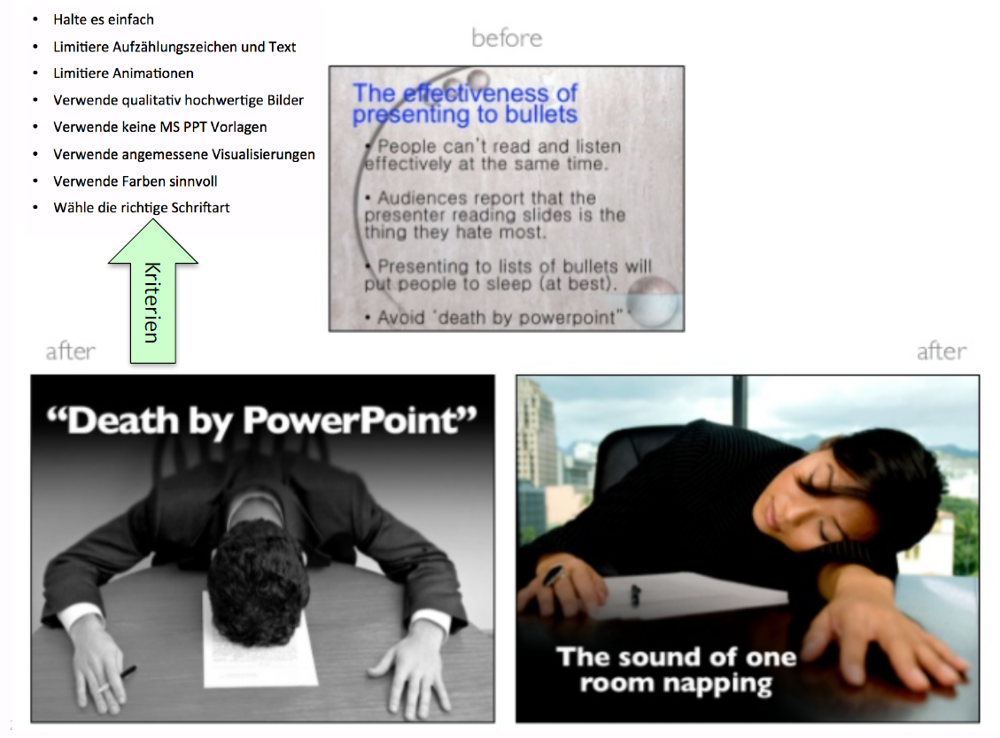 • Halte es einfach
• Limitiere Aufzählungszeichen und Text
• Limitiere Animationen
• Verwende qualitativ hochwertige Bilder
• Verwende keine MS PPT Vorlagen
• Verwende angemessene Visualisierungen
• Verwende Farben sinnvoll
• Wähle die richtige Schriftart
Kriterien
before
The effectiveness of
presenting to bullets
• People can't read and listen
effectively at the same time.
• Audiences report that the
presenter reading slides is the
thing they hate most.
• Presenting to lists of bullets will
put people to sleep (at best).
• Avoid 'death by powerpoint"
after
“Death by PowerPoint”
after
The sound of one
room napping